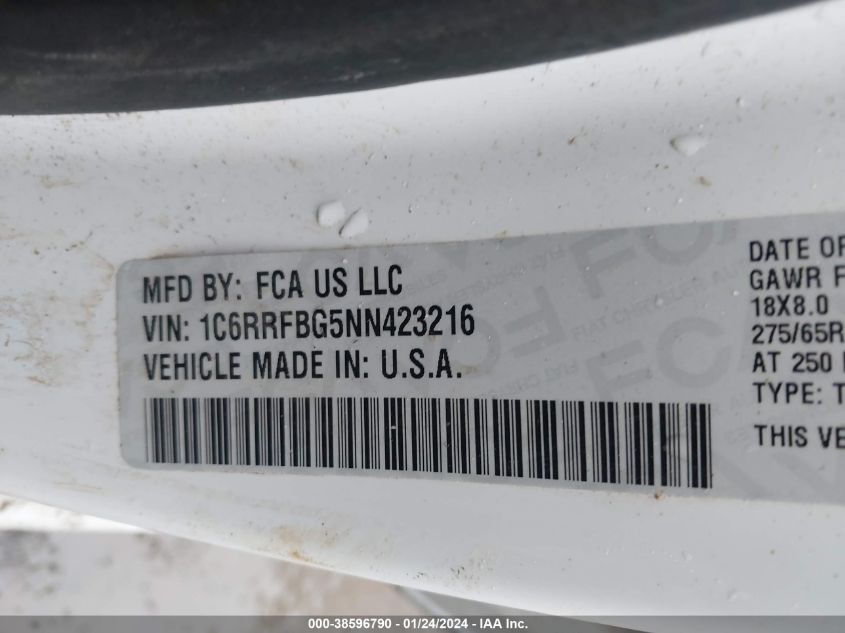 MFD BY: FCA US LLC
VIN: 1C6RRFBG5NN423216
VEHICLE MADE IN: U.S.A.
DATE OF
GAWR F
18X8.0
275/65R
AT 250
TYPE: T
THIS VE
000-38596790 - 01/24/2024 - IAA Inc.